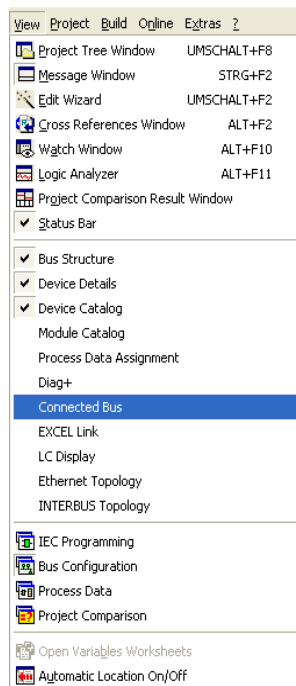 View Project Build Online Extras ?
Project Tree Window UMSCHALT+F8
Message Window STRG+F2
Edit Wizard UMSCHALT+F2
Cross References Window ALT+F2
Watch Window ALT+F10
Logic Analyzer ALT+F11
Project Comparison Result Window
Status Bar
Bus Structure
Device Details
Device Catalog
Module Catalog
Process Data Assignment
Diag+
Connected Bus
EXCEL Link
LC Display
Ethernet Topology
INTERBUS Topology
IEC Programming
Bus Configuration
Process Data
Project Comparison
Open Variables Worksheets
Automatic Location On/Off